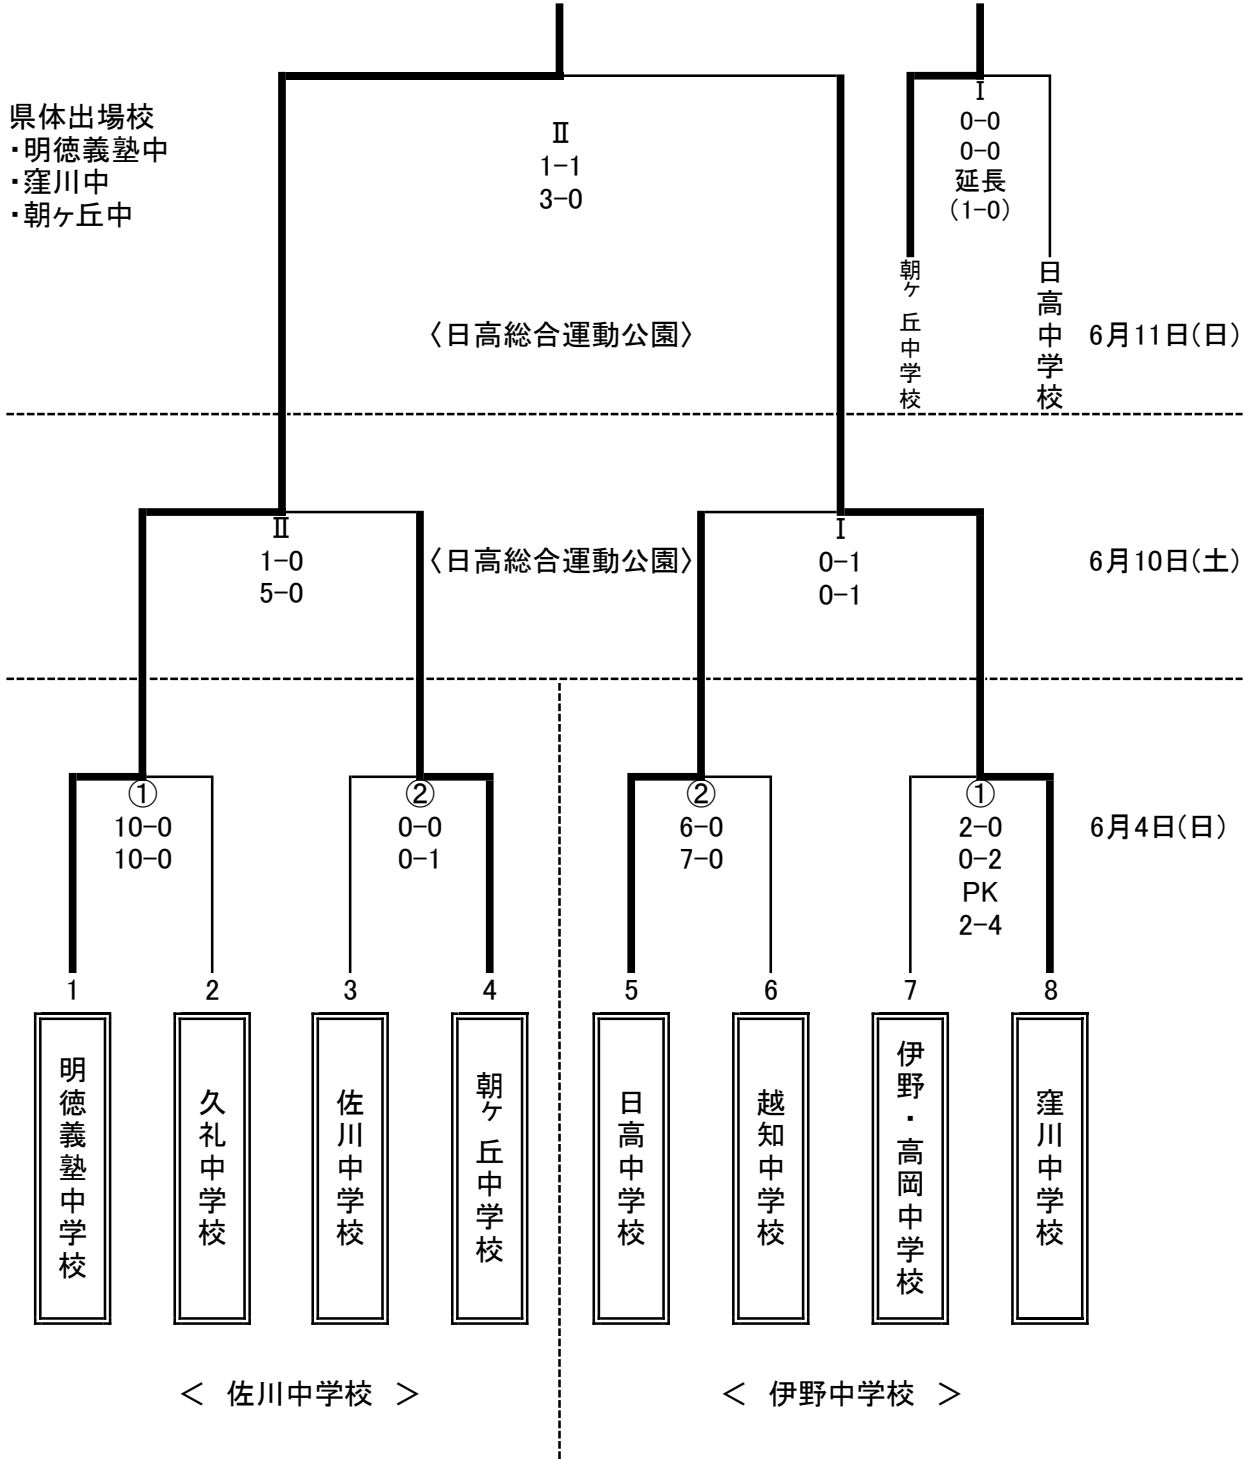 県体出場校
・明徳義塾中
・窪川中
・朝ヶ丘中
Ⅱ
1-1
3-0
Ⅰ
0-0
0-0
延長
(1-0)
朝ヶ丘中学校
日高中学校
〈日高総合運動公園〉
6月11日(日)
Ⅱ
1-0
5-0
〈日高総合運動公園〉
Ⅰ
0-1
0-1
6月10日(土)
①
10-0
10-0
②
0-0
0-1
②
6-0
7-0
①
2-0
0-2
PK
2-4
6月4日(日)
1
2
3
4
5
6
7
8
明徳義塾中学校
久礼中学校
佐川中学校
朝ヶ丘中学校
日高中学校
越知中学校
伊野・高岡中学校
窪川中学校
＜ 佐川中学校 ＞
＜ 伊野中学校 ＞